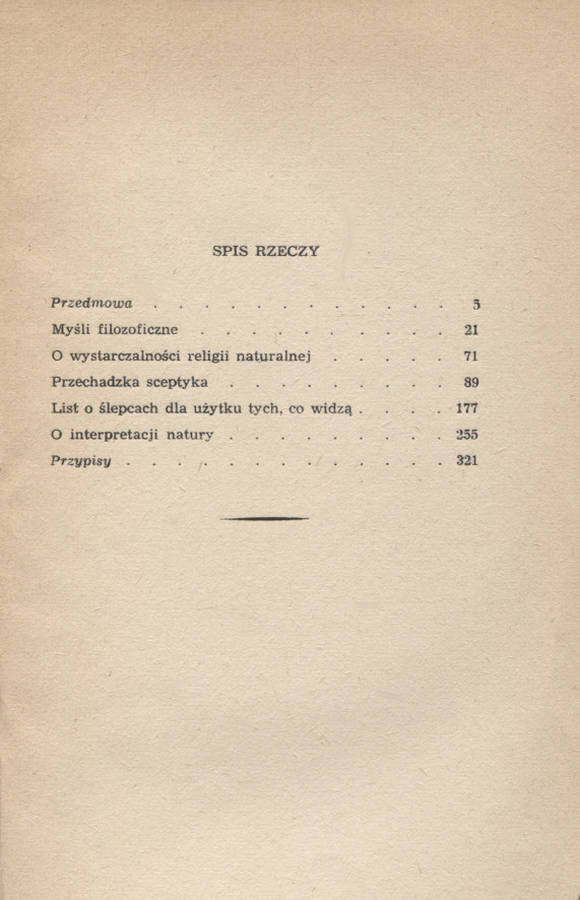 SPIS RZECZY
Przedmowa . . . . . . . . . . . . 5
Myśli filozoficzne . . . . . . . . . . 21
O wystarczalności religii naturalnej . . . . . 71
Przechadzka sceptyka . . . . . . . . . 89
List o ślepcach dla użytku tych, co widzą . . . . 177
O interpretacji natury . . . . . . . . . 255
Przypisy . . . . . . . . . . . . . 321